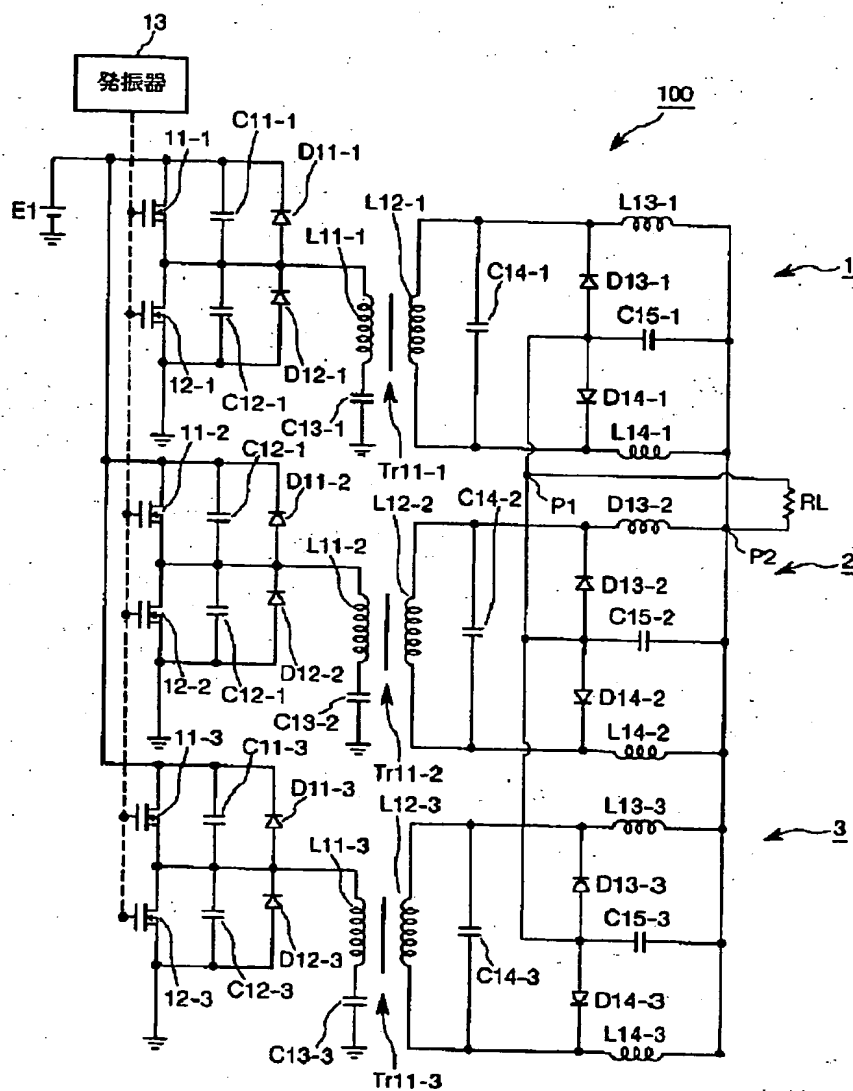 13
発振器
100
11-1
C11-1
D11-1
E1
L11-1
L12-1
L13-1
C14-1
D13-1
1
C15-1
12-1
C12-1
D12-1
D14-1
C13-1
L14-1
Tr11-1
11-2
C12-1
D11-2
L12-2
C14-2
P1
D13-2
RL
P2
L11-2
2
D13-2
C15-2
12-2
C12-1
D12-2
D14-2
C13-2
L14-2
Tr11-2
11-3
C11-3
D11-3
L12-3
L13-3
L11-3
3
D13-3
C15-3
12-3
C12-3
D12-3
C14-3
D14-3
C13-3
L14-3
Tr11-3